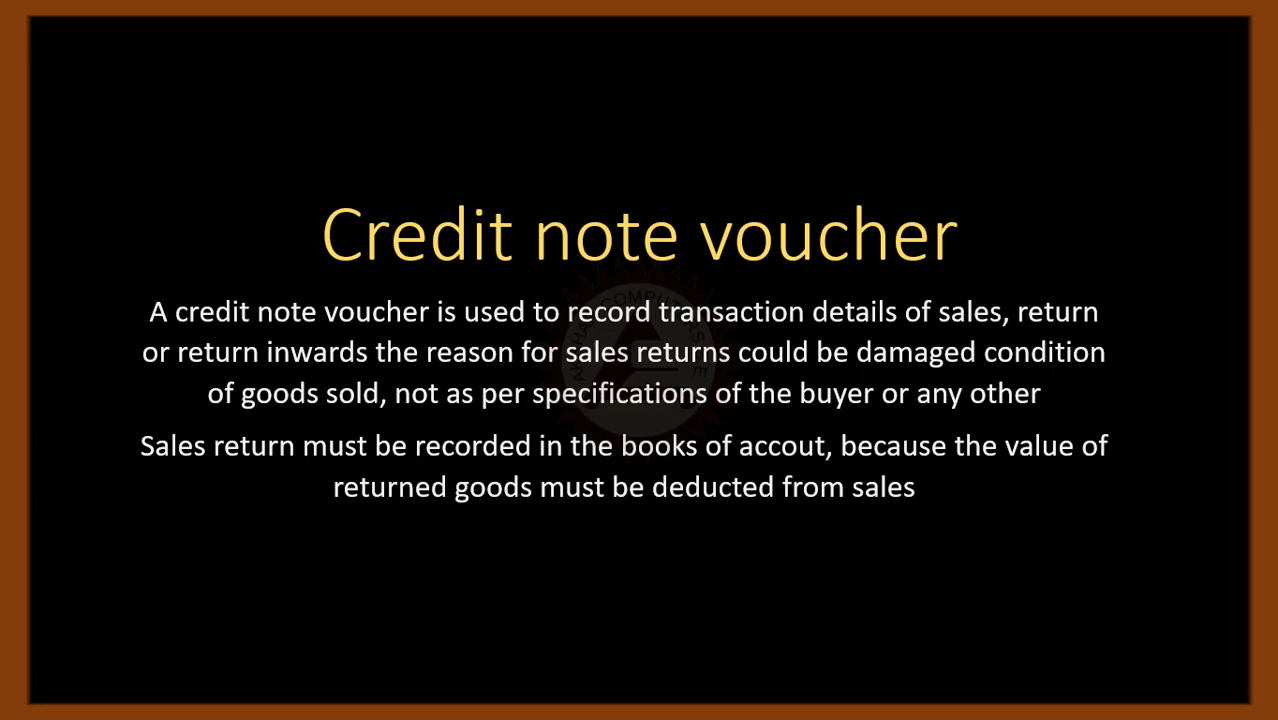 Credit note voucher
A credit note voucher is used to record transaction details of sales, return
or return inwards the reason for sales returns could be damaged condition
of goods sold, not as per specifications of the buyer or any other
Sales return must be recorded in the books of accout, because the value of
returned goods must be deducted from sales